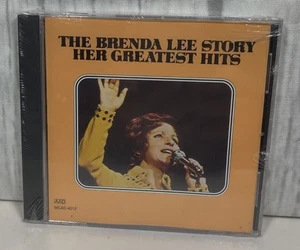 THE BRENDA LEE STORY
HER GREATEST HITS